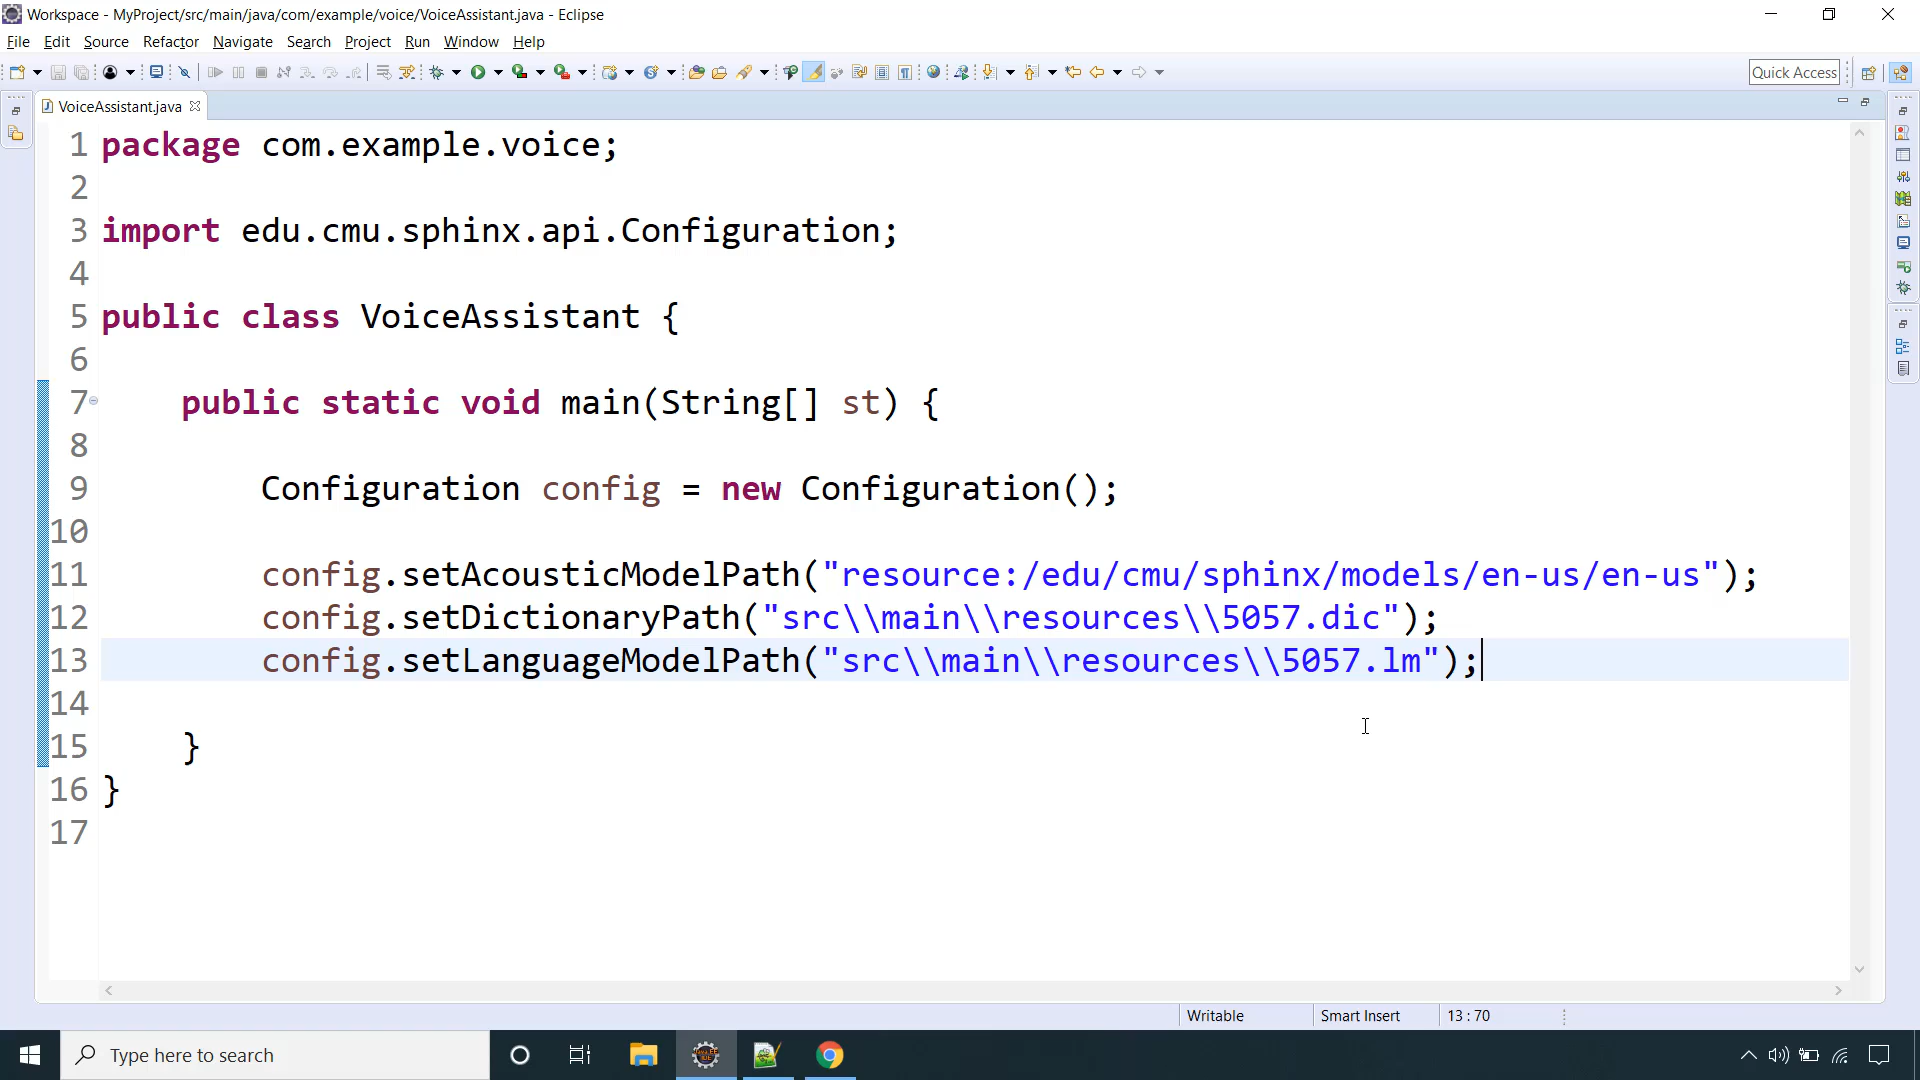 Workspace - MyProject/src/main/java/com/example/voice/VoiceAssistant.java - Eclipse
File Edit Source Refactor Navigate Search Project Run Window Help
Quick Access
VoiceAssistant.java
1 package com.example.voice;
2
3 import edu.cmu.sphinx.api.Configuration;
4
5 public class VoiceAssistant {
6
7 public static void main(String[] st) {
8
9 Configuration config = new Configuration();
10
11 config.setAcousticModelPath("resource:/edu/cmu/sphinx/models/en-us/en-us");
12 config.setDictionaryPath("src\\main\\resources\\5057.dic");
13 config.setLanguageModelPath("src\\main\\resources\\5057.lm");
14
15 }
16 }
17
Writable Smart Insert 13 : 70
Type here to search